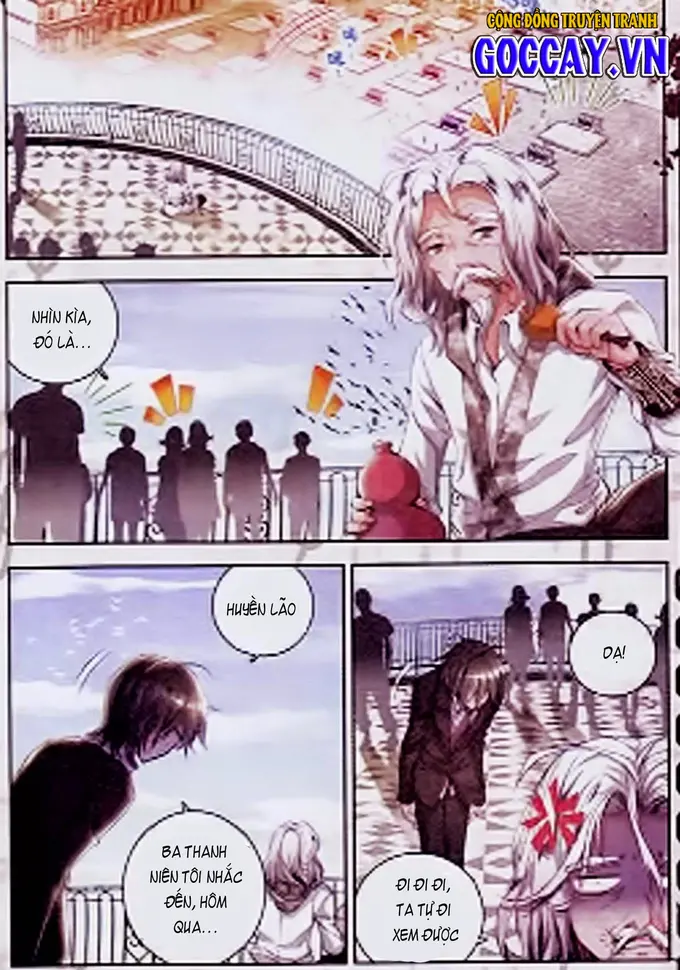 CỘNG ĐỒNG TRUYỆN TRANH
GOCCAY.VN
NHÌN KÌA,
ĐÓ LÀ...
HUYỀN LÃO
BA THANH
NIÊN TÔI NHẮC
ĐẾN, HÔM
QUA...
DẠ!
ĐI ĐI ĐI,
TA TỰ ĐI
XEM ĐƯỢC